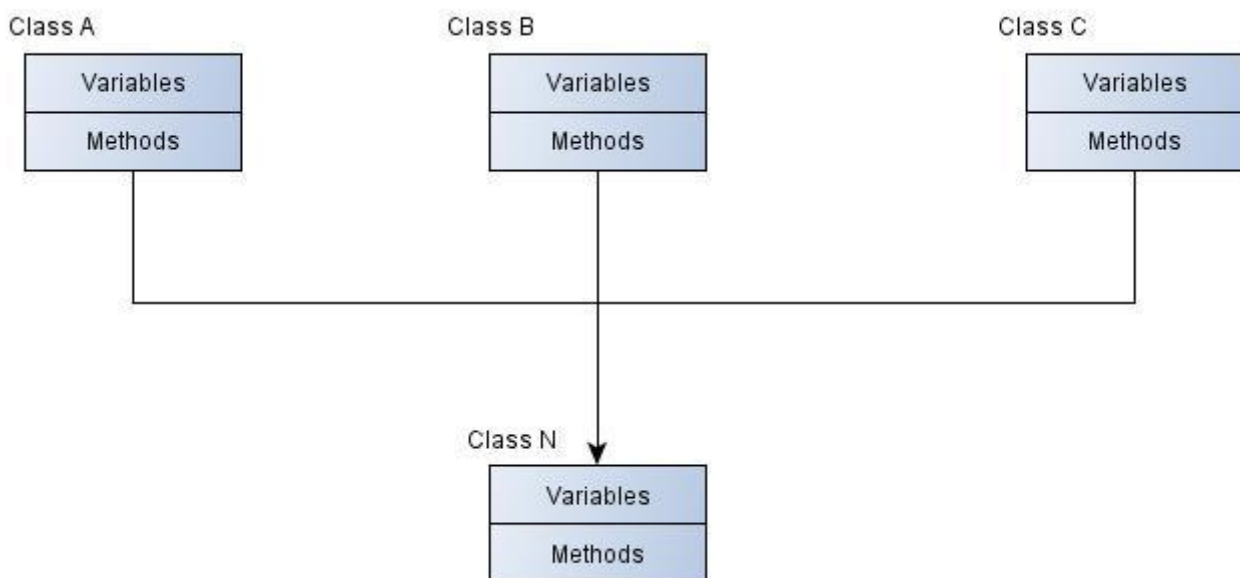 Class A
Class B
Class C
Variables
Variables
Variables
Methods
Methods
Methods
Class N
Variables
Methods